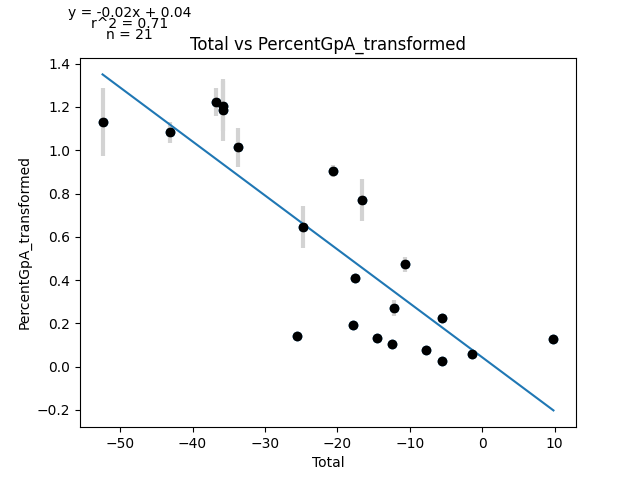 y = -0.02x + 0.04
r^2 = 0.71
n = 21
Total vs PercentGpA_transformed
PercentGpA_transformed
1.4
1.2
1.0
0.8
0.6
0.4
0.2
0.0
−0.2
−50 −40 −30 −20 −10 0 10
Total